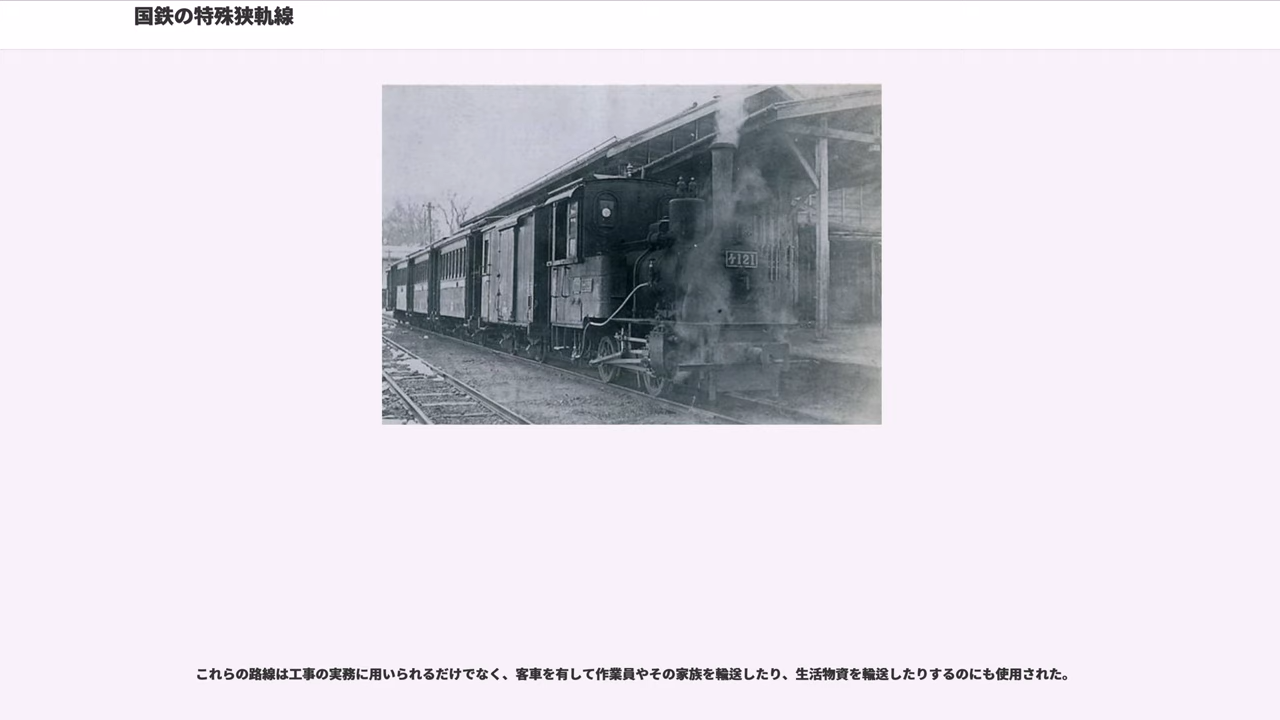 国鉄の特殊狭軌線
ケ121
これらの路線は工事の実務に用いられるだけでなく、客車を有して作業員やその家族を輸送したり、生活物資を輸送したりするのにも使用された。